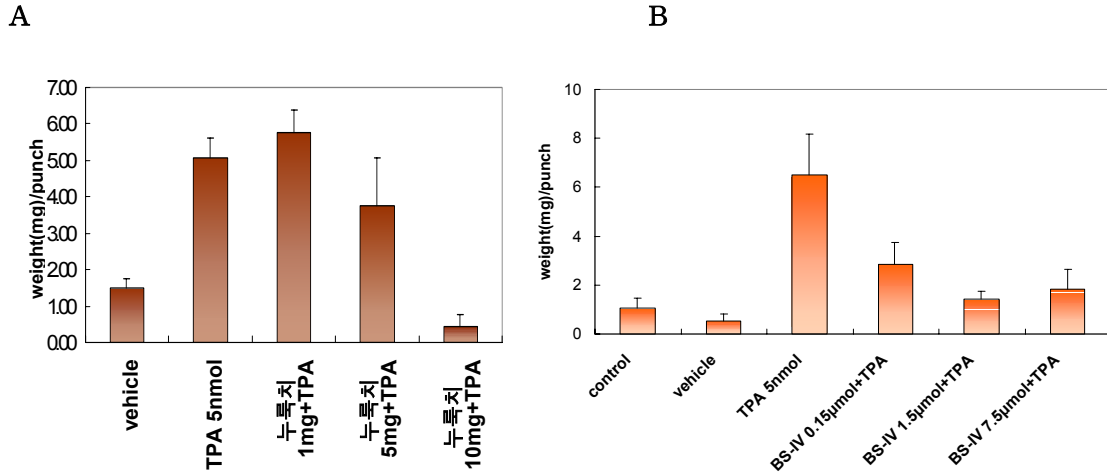 A
B
weight(mg)/punch
7.00
6.00
5.00
4.00
3.00
2.00
1.00
0.00
vehicle
TPA 5nmol
누룩치
1mg+TPA
누룩치
5mg+TPA
누룩치
10mg+TPA
weight(mg)/punch
10
8
6
4
2
0
control
vehicle
TPA 5nmol
BS-IV 0.15μmol+TPA
BS-IV 1.5μmol+TPA
BS-IV 7.5μmol+TPA